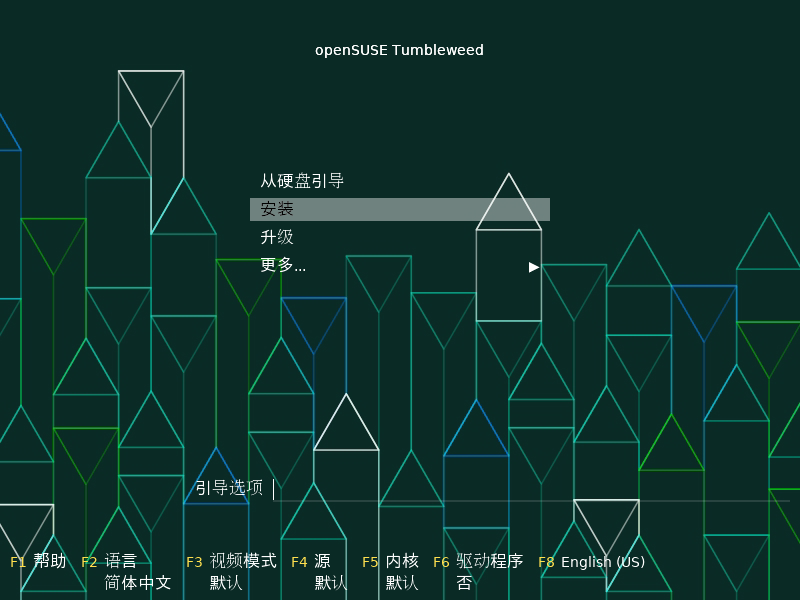 openSUSE Tumbleweed
从硬盘引导
安装
升级
更多...
引导选项
F1 帮助 F2 语言 F3 视频模式 F4 源 F5 内核 F6 驱动程序 F8 English (US)
简体中文 默认 默认 默认 否